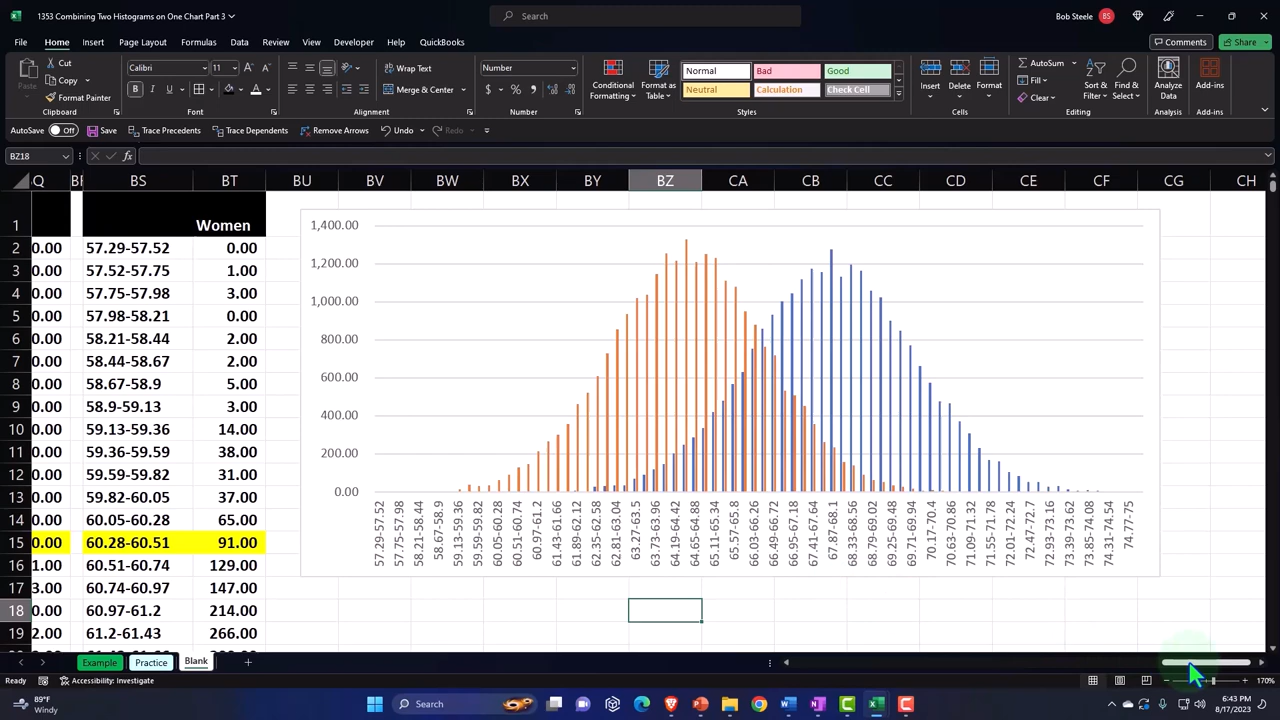 1353 Combining Two Histograms on One Chart Part 3
Search
Bob Steele BS
File Home Insert Page Layout Formulas Data Review View Developer Help QuickBooks Comments Share
Paste Cut Calibri 11 Wrap Text Number Normal Bad Good AutoSum
Copy Conditional Formatting Format as Table Insert Delete Format Fill Sort & Filter Find & Select Analyze Data Add-ins
Format Painter B I U Merge & Center $ % Neutral Calculation Check Cell Clear
Clipboard Font Alignment Number Styles Cells Editing Analysis Add-ins
AutoSave Off Save Trace Precedents Trace Dependents Remove Arrows Undo Redo
BZ18 fx
Q BR BS BT BU BV BW BX BY BZ CA CB CC CD CE CF CG CH
1 Women
2 0.00 57.29-57.52 0.00
3 0.00 57.52-57.75 1.00
4 0.00 57.75-57.98 3.00
5 0.00 57.98-58.21 0.00
6 0.00 58.21-58.44 2.00
7 0.00 58.44-58.67 2.00
8 0.00 58.67-58.9 5.00
9 0.00 58.9-59.13 3.00
10 0.00 59.13-59.36 14.00
11 0.00 59.36-59.59 38.00
12 0.00 59.59-59.82 31.00
13 0.00 59.82-60.05 37.00
14 0.00 60.05-60.28 65.00
15 0.00 60.28-60.51 91.00
16 1.00 60.51-60.74 129.00
17 3.00 60.74-60.97 147.00
18 0.00 60.97-61.2 214.00
19 2.00 61.2-61.43 266.00
1,400.00
1,200.00
1,000.00
800.00
600.00
400.00
200.00
0.00
57.29-57.52
57.75-57.98
58.21-58.44
58.67-58.9
59.13-59.36
59.59-59.82
60.05-60.28
60.51-60.74
60.97-61.2
61.43-61.66
61.89-62.12
62.35-62.58
62.81-63.04
63.27-63.5
63.73-63.96
64.19-64.42
64.65-64.88
65.11-65.34
65.57-65.8
66.03-66.26
66.49-66.72
66.95-67.18
67.41-67.64
67.87-68.1
68.33-68.56
68.79-69.02
69.25-69.48
69.71-69.94
70.17-70.4
70.63-70.86
71.09-71.32
71.55-71.78
72.01-72.24
72.47-72.7
72.93-73.16
73.39-73.62
73.85-74.08
74.31-74.54
74.77-75
Example Practice Blank
Ready Accessibility: Investigate 170%
89°F
Windy
Search
6:43 PM
8/17/2023